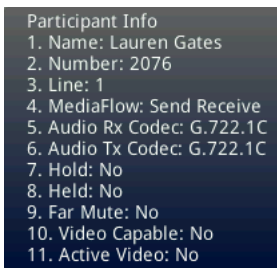 Participant Info
1. Name: Lauren Gates
2. Number: 2076
3. Line: 1
4. MediaFlow: Send Receive
5. Audio Rx Codec: G.722.1C
6. Audio Tx Codec: G.722.1C
7. Hold: No
8. Held: No
9. Far Mute: No
10. Video Capable: No
11. Active Video: No